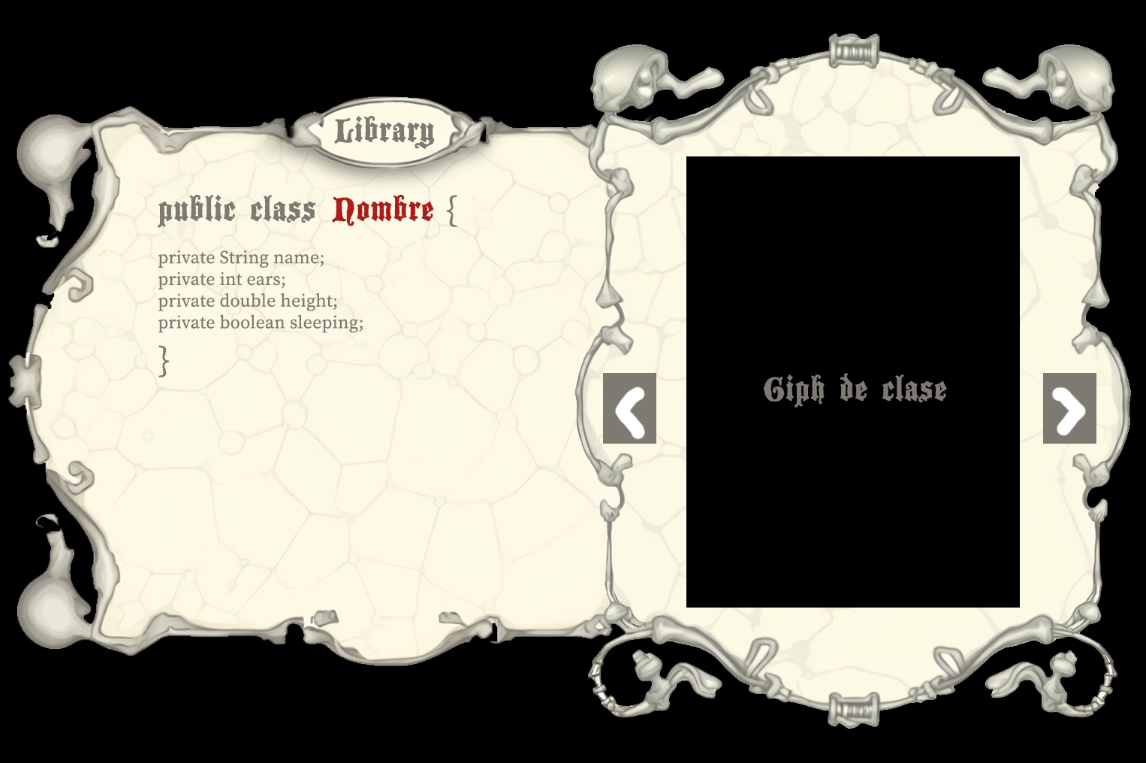 Library
public class Nombre {
private String name;
private int ears;
private double height;
private boolean sleeping;
}
Giph de clase